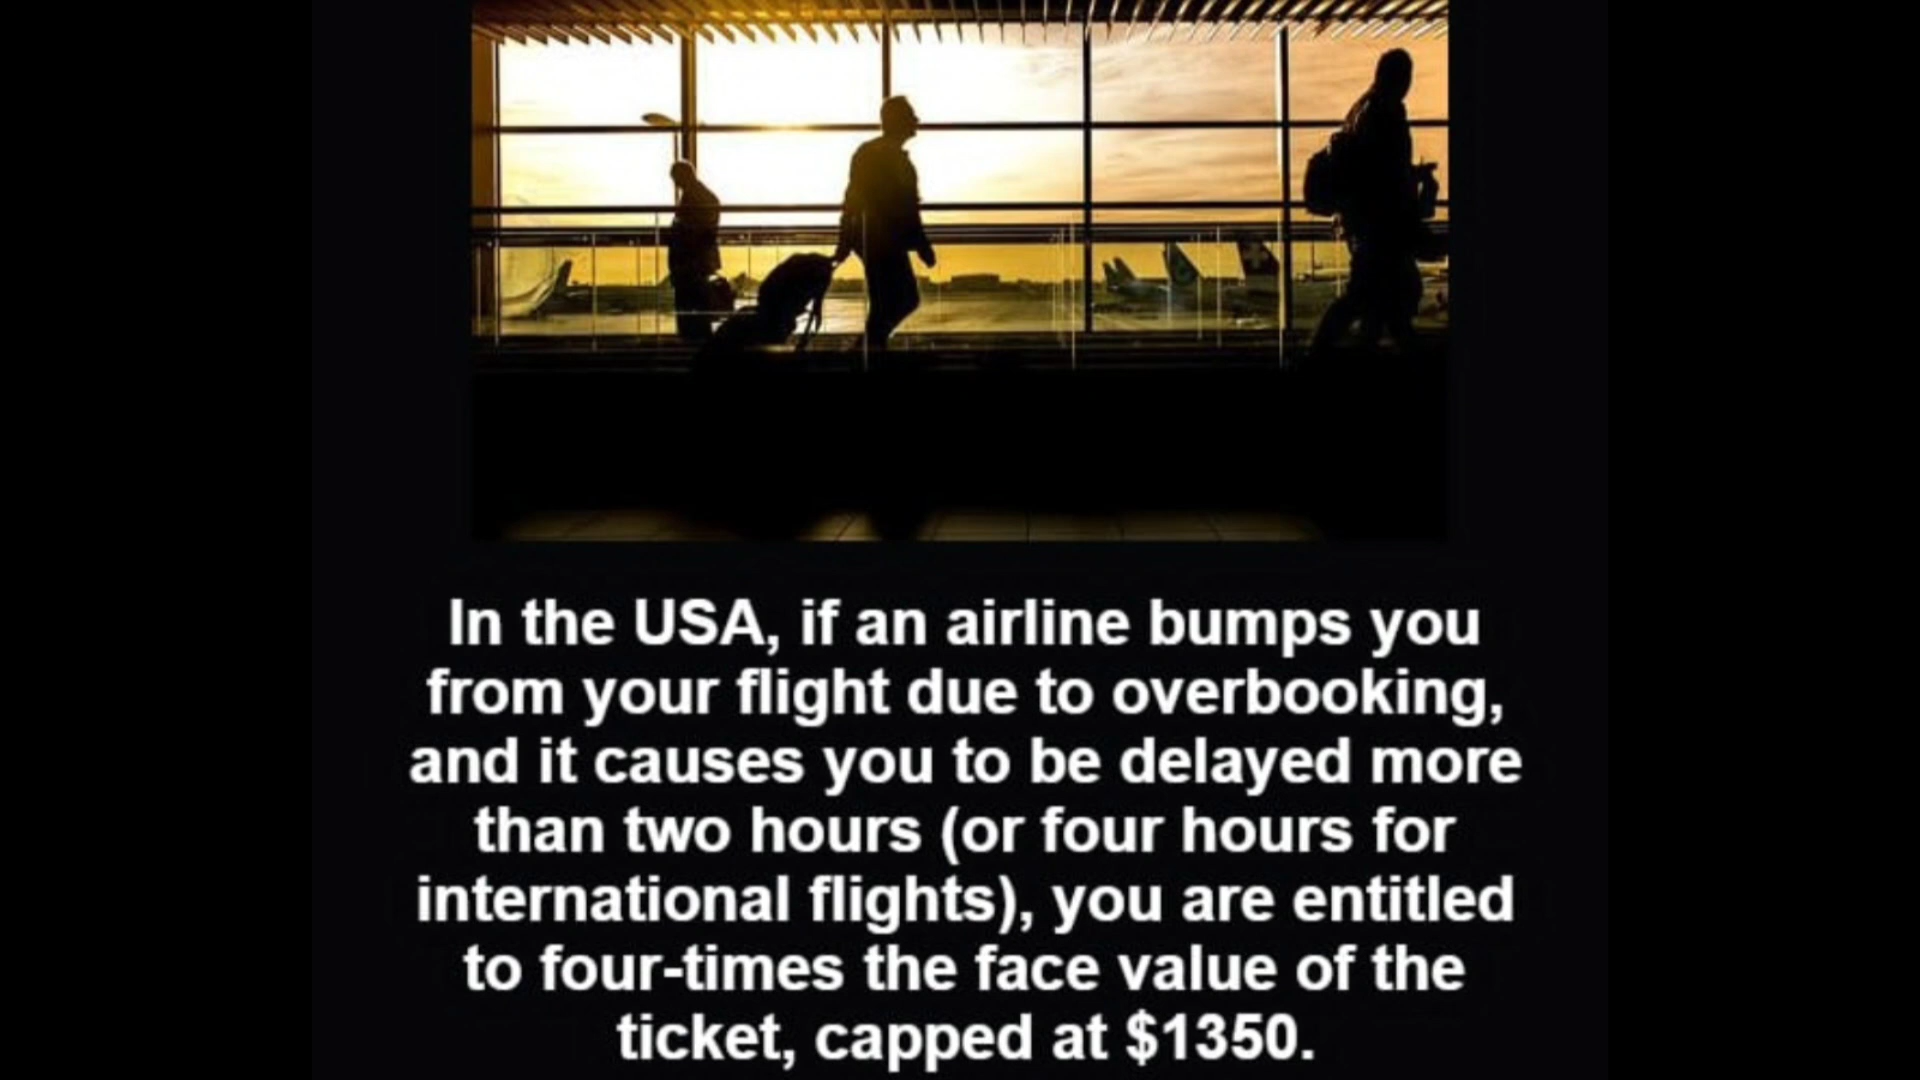 In the USA, if an airline bumps you
from your flight due to overbooking,
and it causes you to be delayed more
than two hours (or four hours for
international flights), you are entitled
to four-times the face value of the
ticket, capped at $1350.